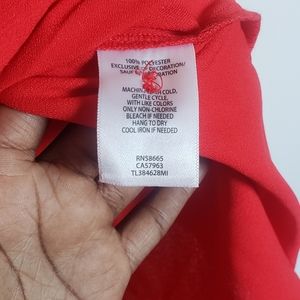 100% POLYESTER
EXCLUSIVE OF DECORATION/
SAUF DECORATION
MACHINE COLD,
GENTLE CYCLE,
WITH LIKE COLORS
ONLY NON-CHLORINE
BLEACH IF NEEDED
HANG TO DRY
COOL IRON IF NEEDED
RN58665
CA57963
TL384628MI